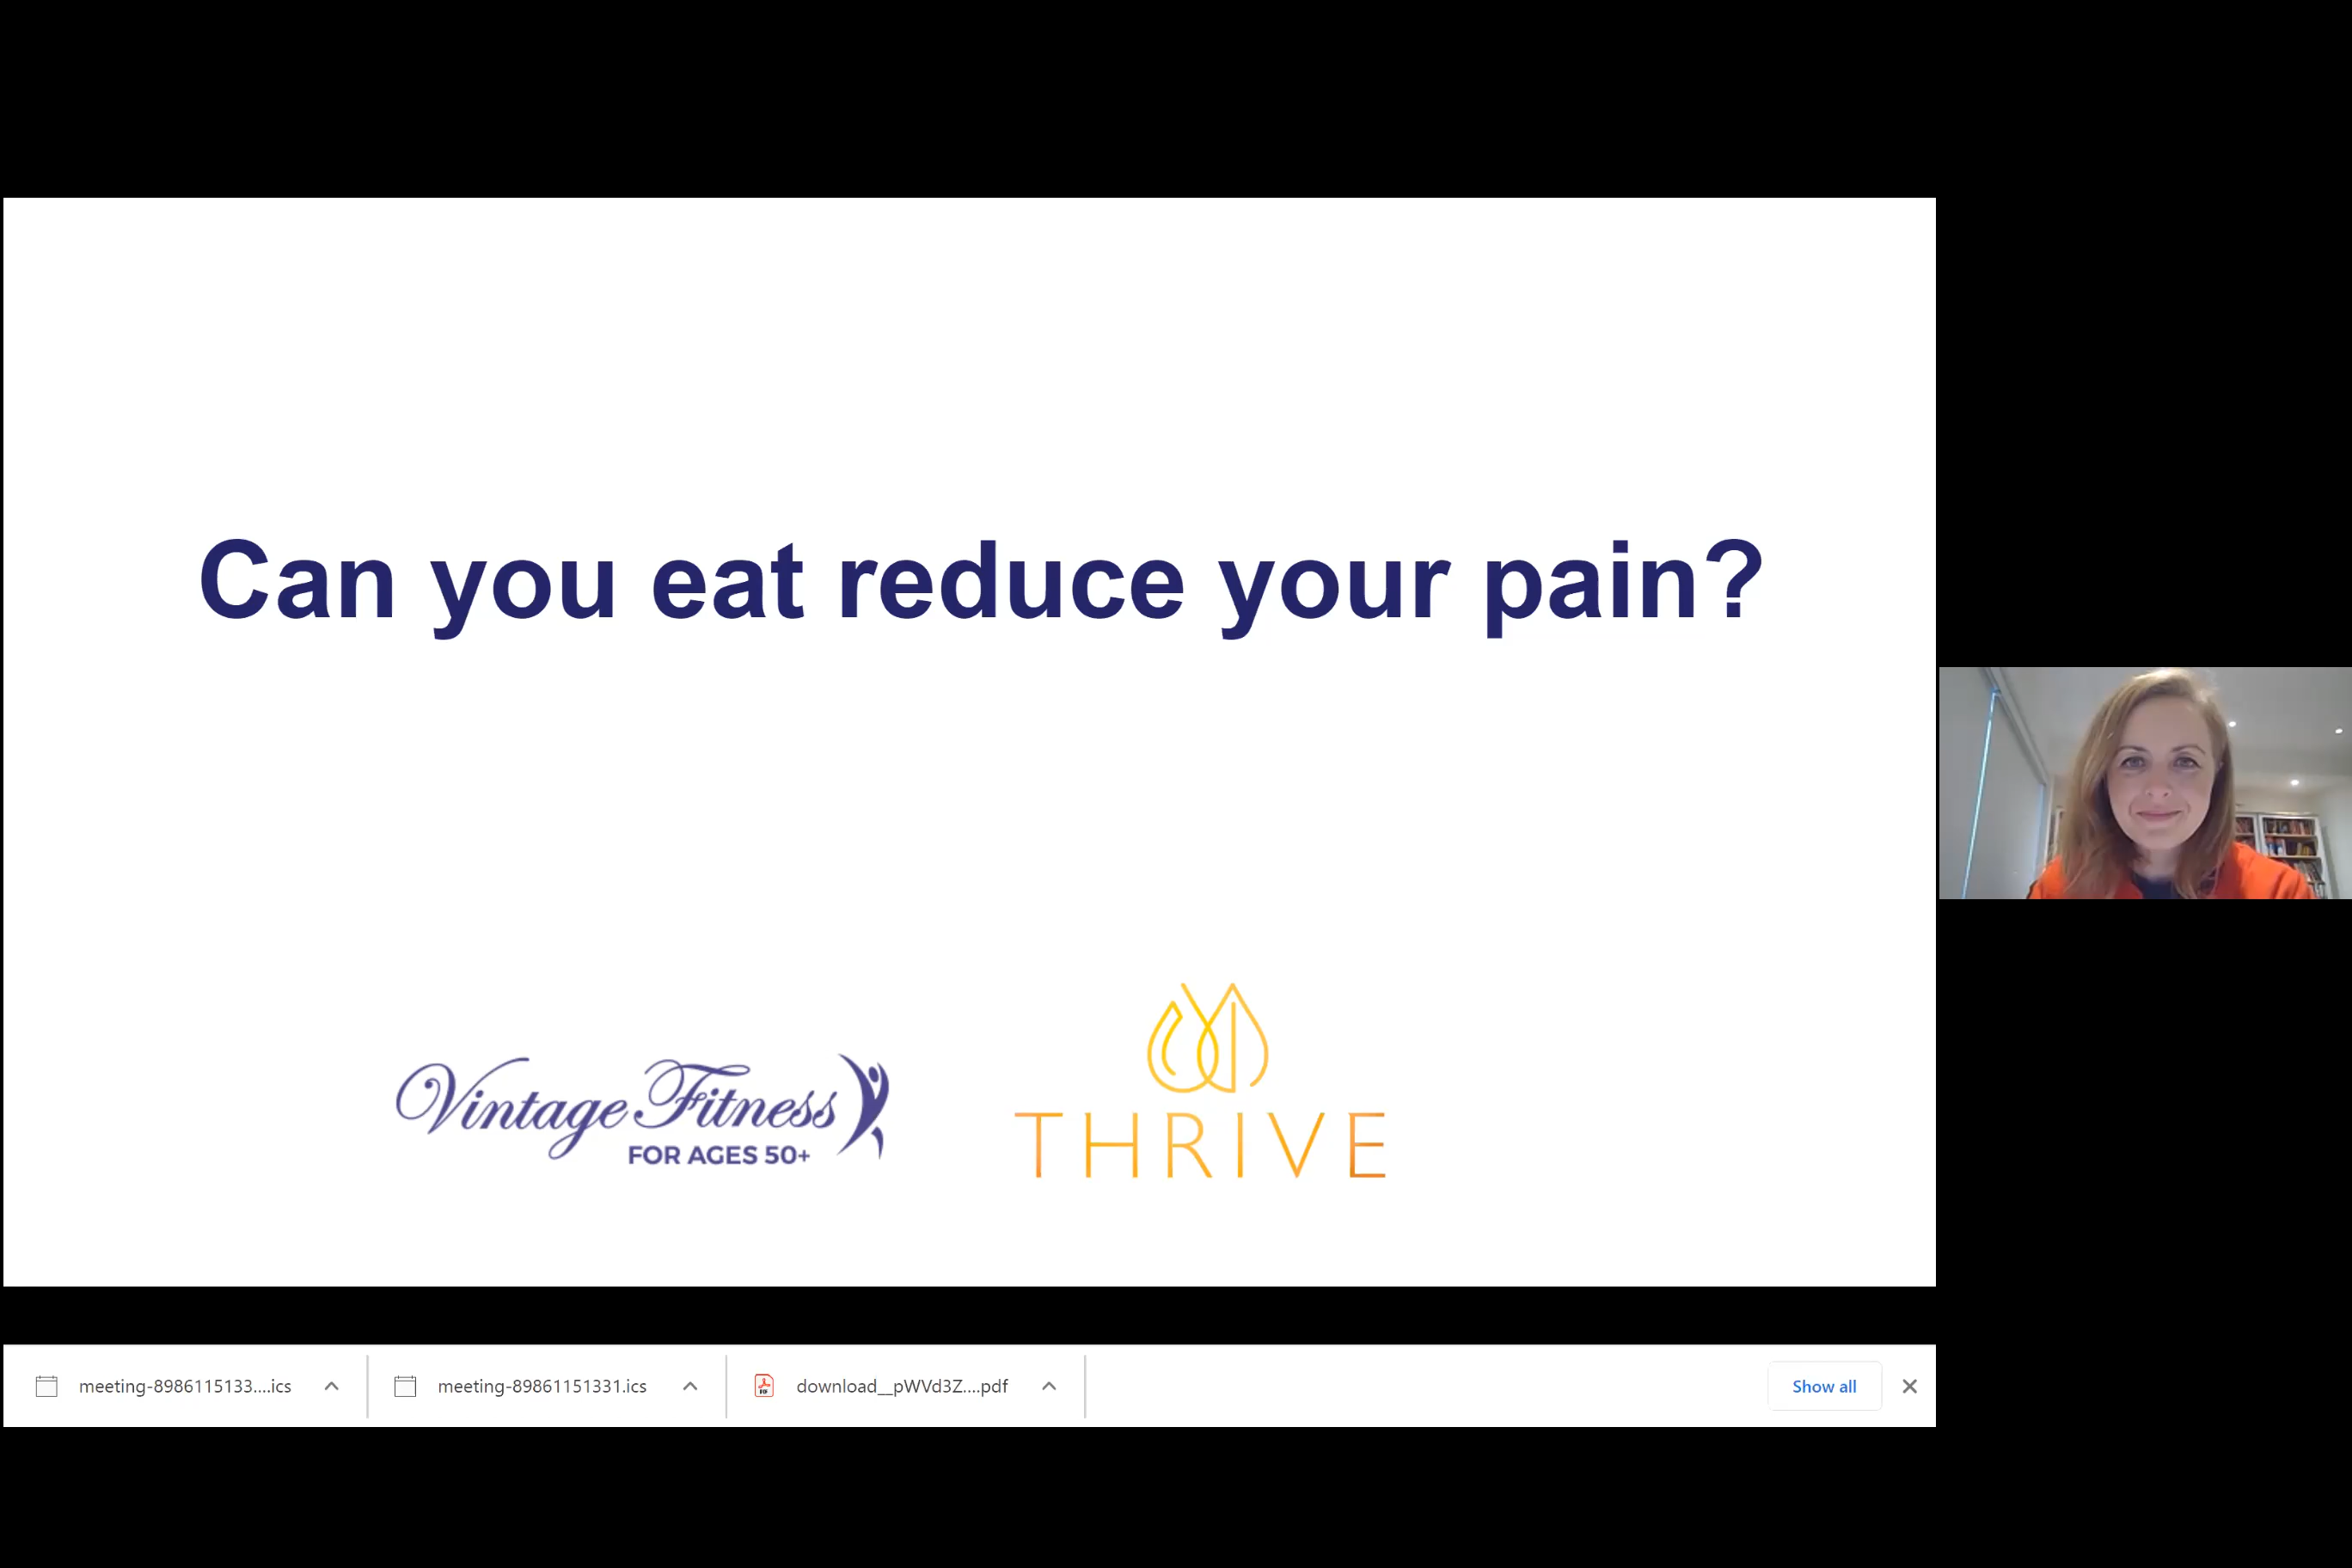 Can you eat reduce your pain?
Vintage Fitness
FOR AGES 50+
THRIVE
meeting-8986115133....ics
meeting-89861151331.ics
download__pWVd3Z....pdf
Show all